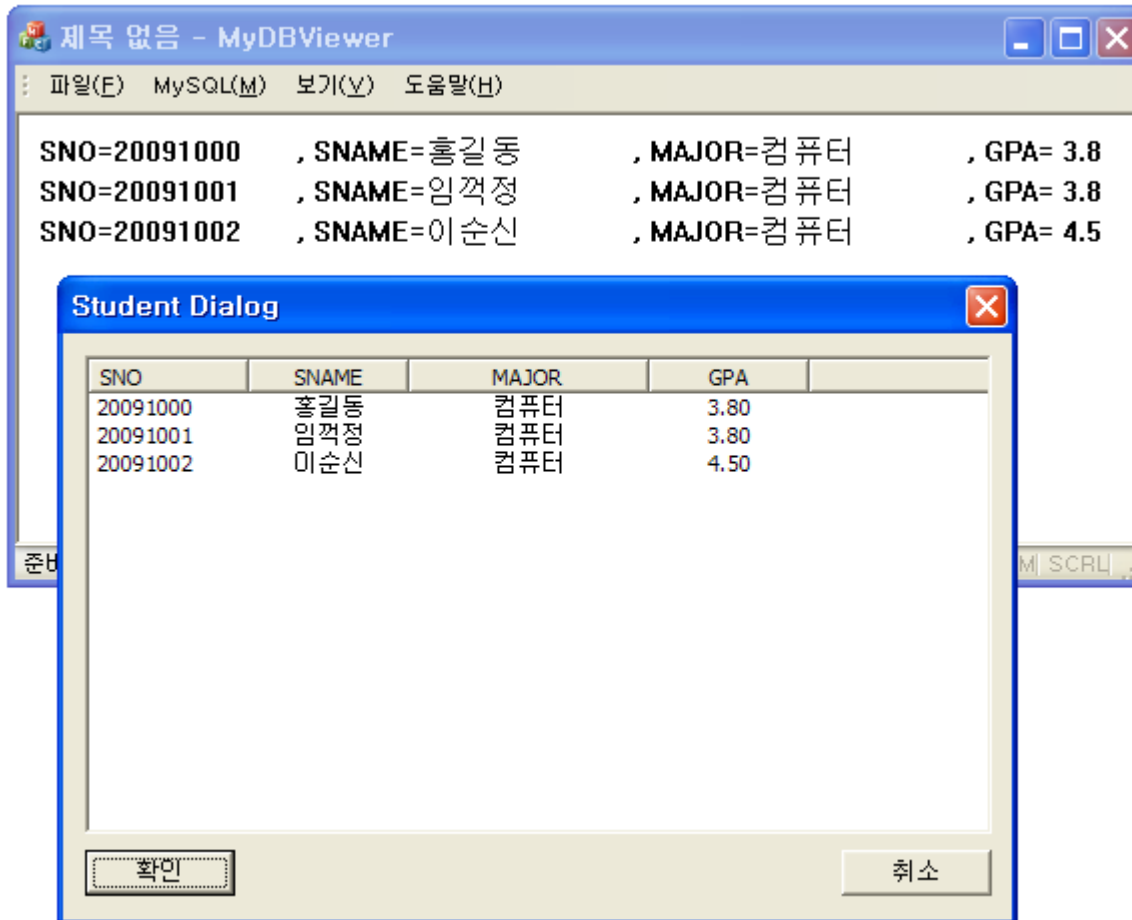 제목 없음 - MyDBViewer
파일(F) MySQL(M) 보기(V) 도움말(H)
SNO=20091000 , SNAME=홍길동 , MAJOR=컴퓨터 , GPA= 3.8
SNO=20091001 , SNAME=임꺽정 , MAJOR=컴퓨터 , GPA= 3.8
SNO=20091002 , SNAME=이순신 , MAJOR=컴퓨터 , GPA= 4.5
Student Dialog
SNO SNAME MAJOR GPA
20091000 홍길동 컴퓨터 3.80
20091001 임꺽정 컴퓨터 3.80
20091002 이순신 컴퓨터 4.50
SCRL
확인 취소